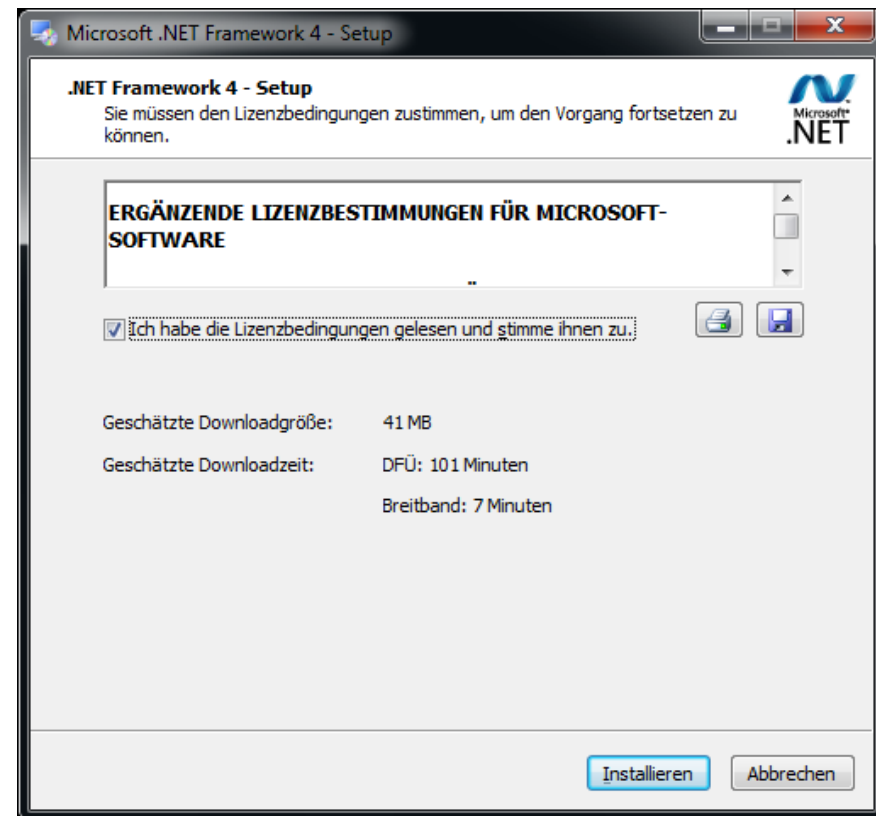 Microsoft .NET Framework 4 - Setup
.NET Framework 4 - Setup
Sie müssen den Lizenzbedingungen zustimmen, um den Vorgang fortsetzen zu
können.
Microsoft
.NET
ERGÄNZENDE LIZENZBESTIMMUNGEN FÜR MICROSOFT-
SOFTWARE
Ich habe die Lizenzbedingungen gelesen und stimme ihnen zu.
Geschätzte Downloadgröße: 41 MB
Geschätzte Downloadzeit: DFÜ: 101 Minuten
Breitband: 7 Minuten
Installieren Abbrechen